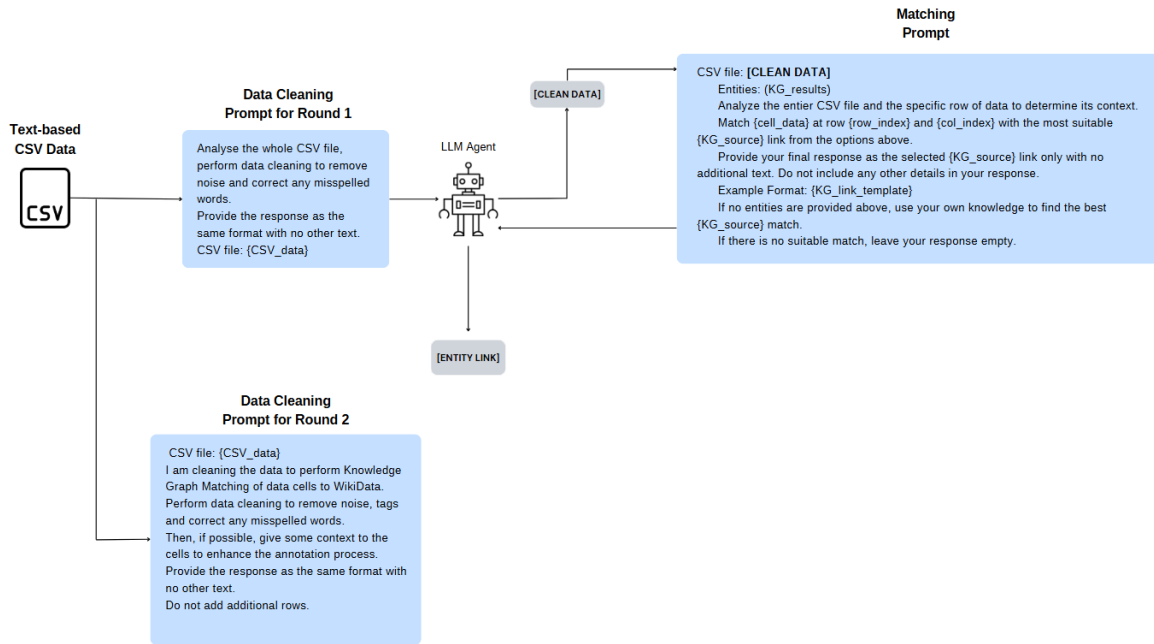 Matching
Prompt
CSV file: [CLEAN DATA]
Entities: (KG_results)
Analyze the entier CSV file and the specific row of data to determine its context.
Match {cell_data} at row {row_index} and {col_index} with the most suitable
{KG_source} link from the options above.
Provide your final response as the selected {KG_source} link only with no
additional text. Do not include any other details in your response.
Example Format: {KG_link_template}
If no entities are provided above, use your own knowledge to find the best
{KG_source} match.
If there is no suitable match, leave your response empty.
[CLEAN DATA]
Data Cleaning
Prompt for Round 1
Analyse the whole CSV file,
perform data cleaning to remove
noise and correct any misspelled
words.
Provide the response as the
same format with no other text.
CSV file: {CSV_data}
Text-based
CSV Data
CSV
LLM Agent
[ENTITY LINK]
Data Cleaning
Prompt for Round 2
CSV file: {CSV_data}
I am cleaning the data to perform Knowledge
Graph Matching of data cells to WikiData.
Perform data cleaning to remove noise, tags
and correct any misspelled words.
Then, if possible, give some context to the
cells to enhance the annotation process.
Provide the response as the same format with
no other text.
Do not add additional rows.